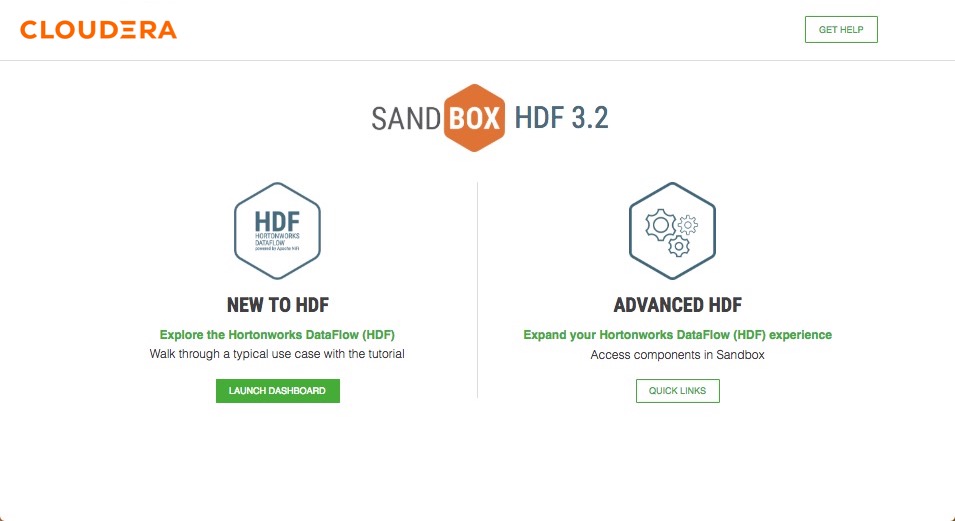 CLOUDERA
GET HELP
SANDBOX HDF 3.2
HDF
HORTONWORKS
DATAFLOW
powered by Apache NiFi
NEW TO HDF
Explore the Hortonworks DataFlow (HDF)
Walk through a typical use case with the tutorial
LAUNCH DASHBOARD
ADVANCED HDF
Expand your Hortonworks DataFlow (HDF) experience
Access components in Sandbox
QUICK LINKS